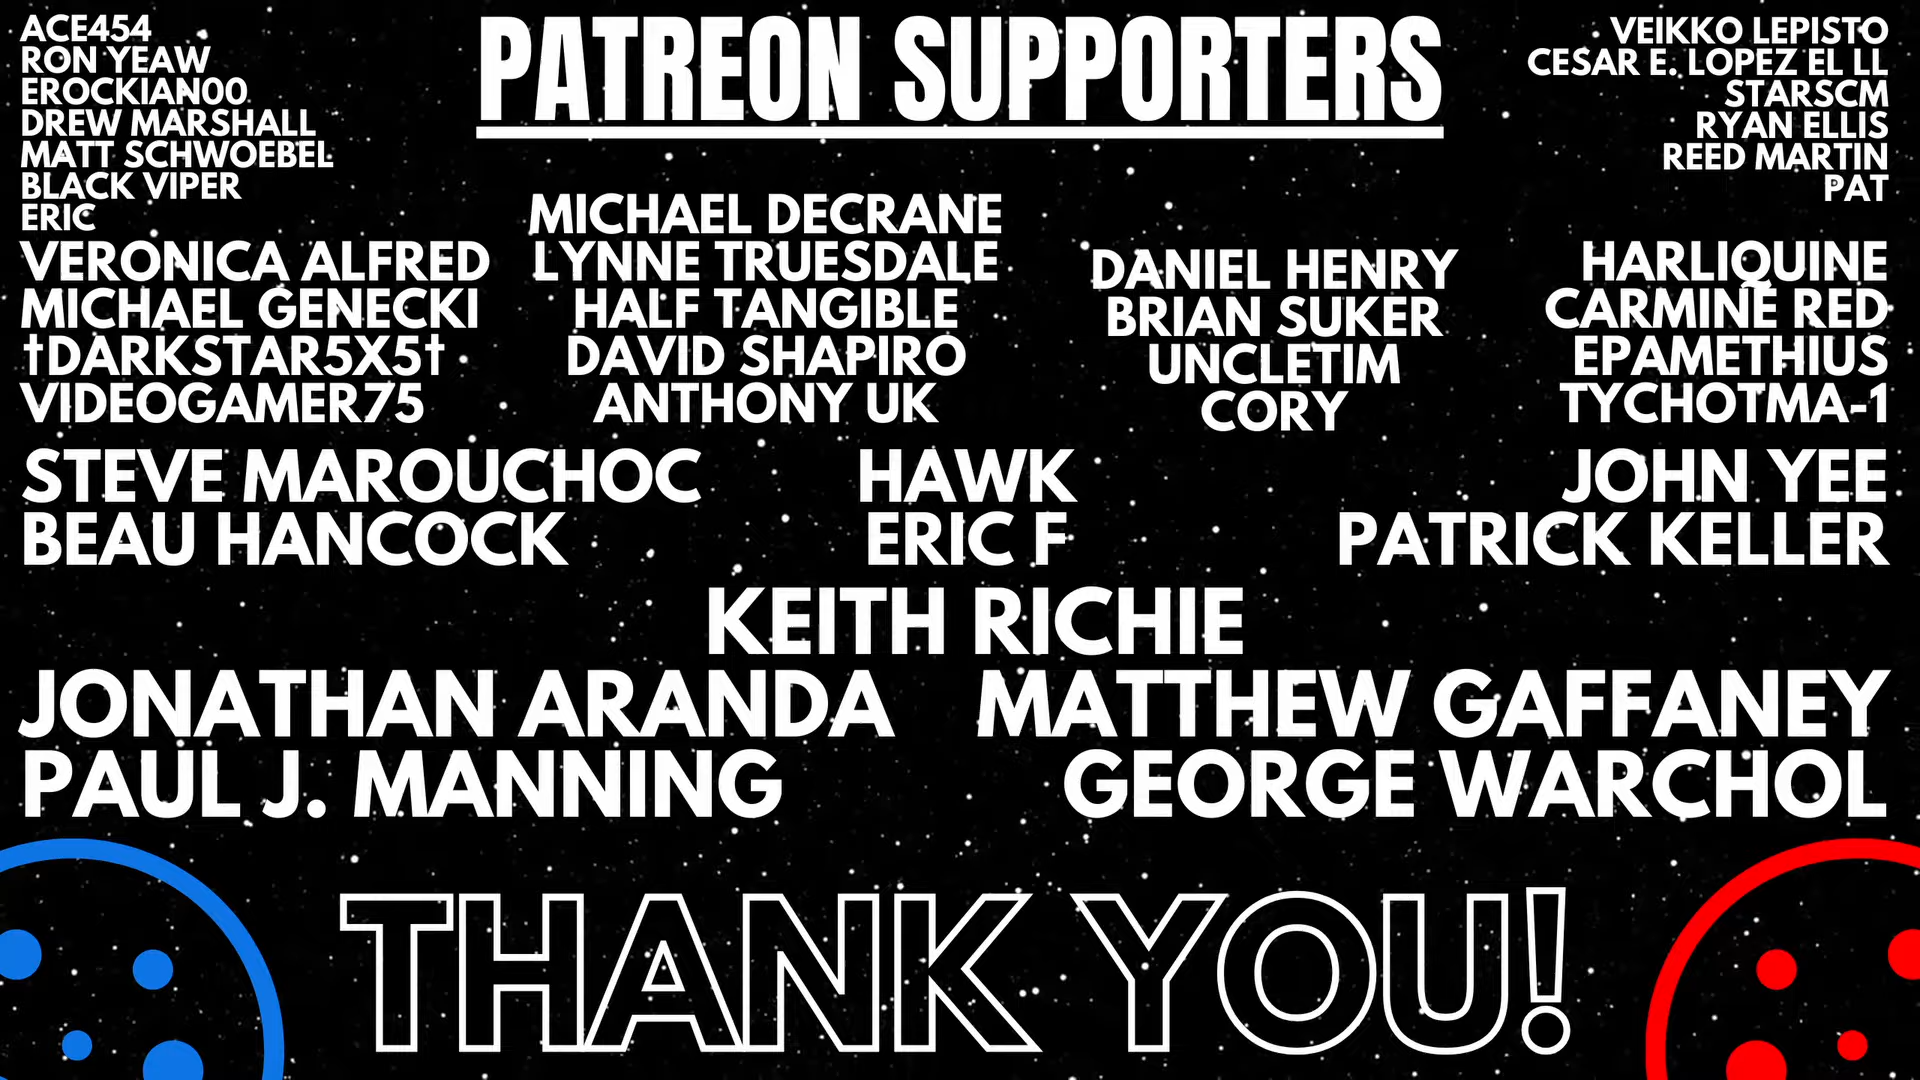 PATREON SUPPORTERS
ACE454
RON YEAW
EROCKIAN00
DREW MARSHALL
MATT SCHWOEBEL
BLACK VIPER
ERIC
VEIKKO LEPISTO
CESAR E. LOPEZ EL LL
STARSCM
RYAN ELLIS
REED MARTIN
PAT
VERONICA ALFRED
MICHAEL GENECKI
†DARKSTAR5X5†
VIDEOGAMER75
MICHAEL DECRANE
LYNNE TRUESDALE
HALF TANGIBLE
DAVID SHAPIRO
ANTHONY UK
DANIEL HENRY
BRIAN SUKER
UNCLETIM
CORY
HARLIQUINE
CARMINE RED
EPAMETHIUS
TYCHOTMA-1
STEVE MAROUCHOC
BEAU HANCOCK
HAWK
ERIC F
JOHN YEE
PATRICK KELLER
KEITH RICHIE
JONATHAN ARANDA
PAUL J. MANNING
MATTHEW GAFFANEY
GEORGE WARCHOL
THANK YOU!